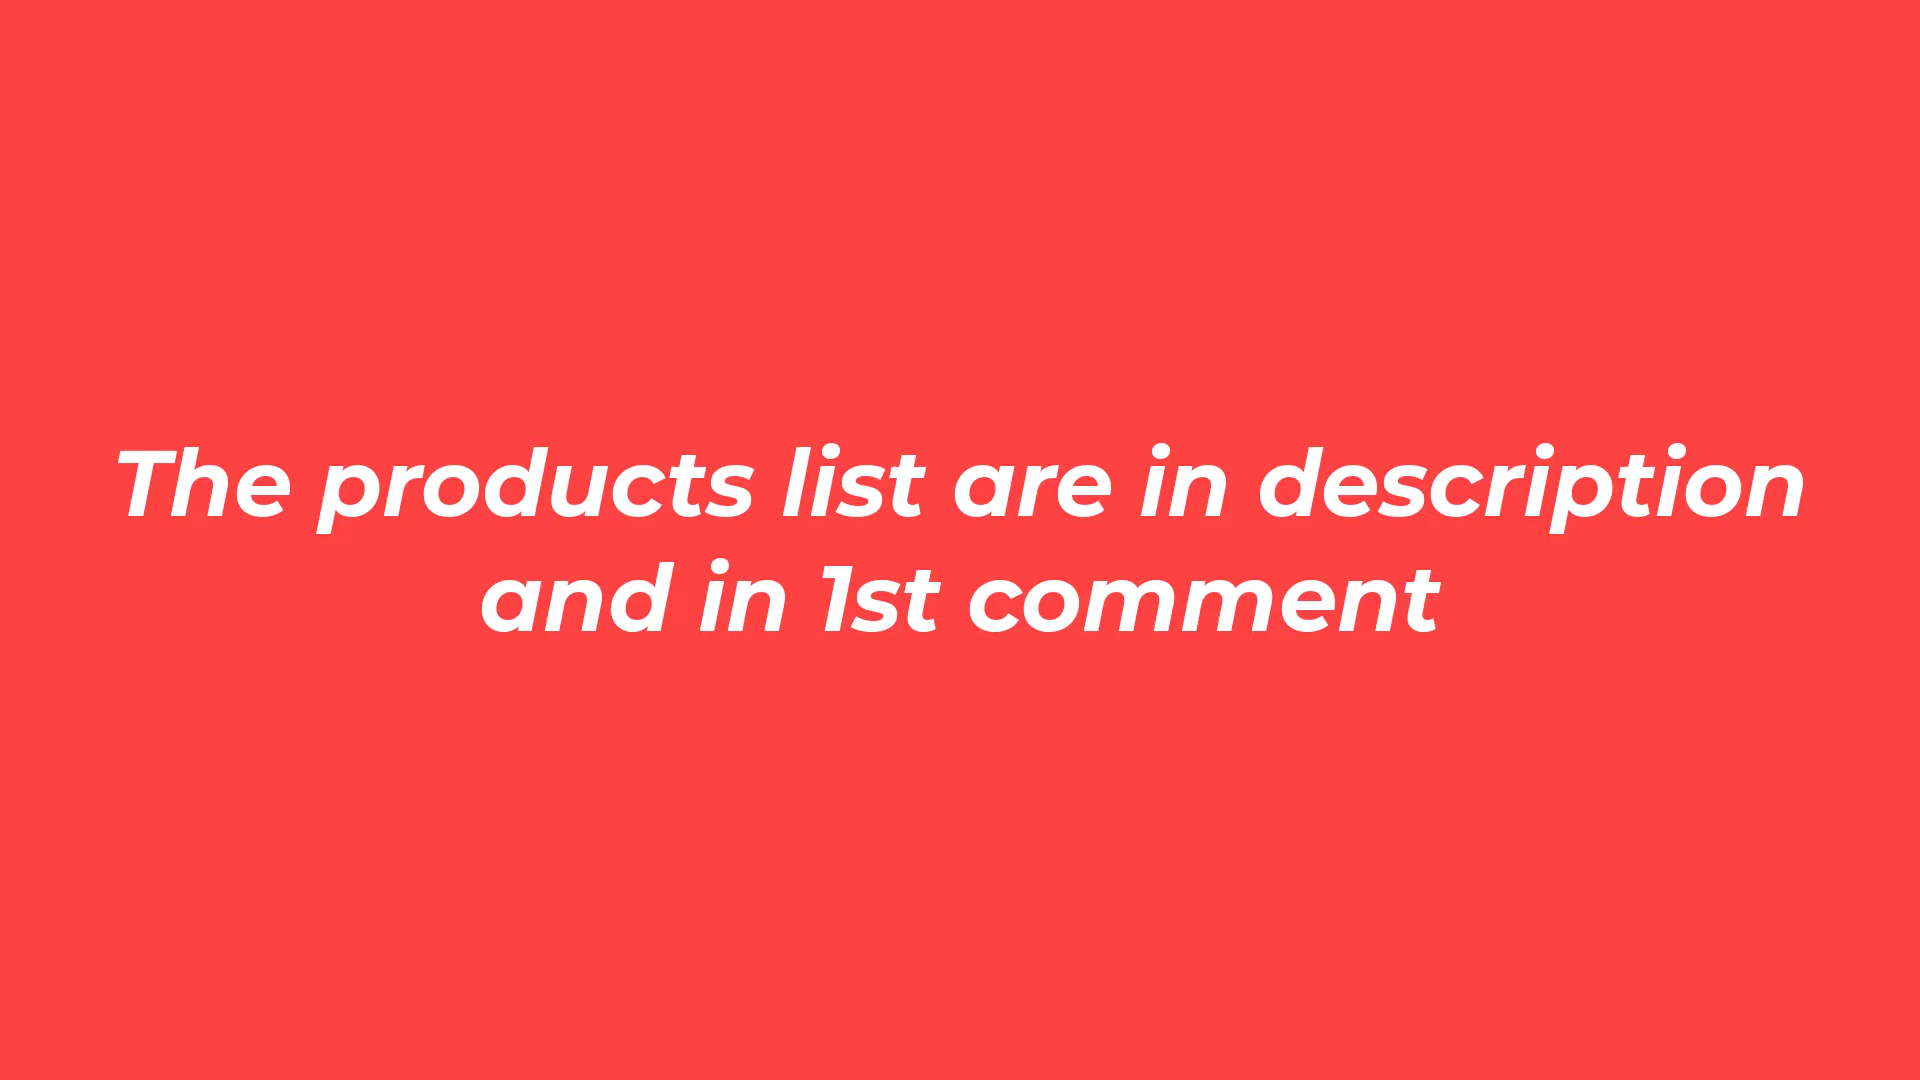 The products list are in description
and in 1st comment